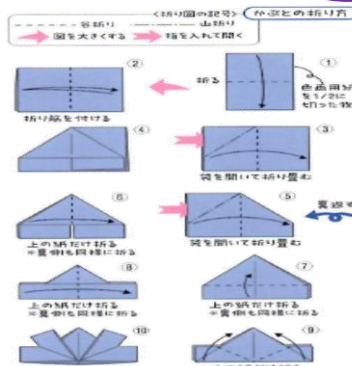 〈折り図の記号〉
かぶとの折り方
谷折り
山折り
図を大きくする
指を入れて開く
①
色画用紙
を1/2に
切った物
折る
②
折り筋を付ける
③
袋を開いて折り畳む
④
⑤
袋を開いて折り畳む
裏返す
⑥
上の紙だけ折る
※裏側も同様に折る
⑦
上の紙だけ折る
※裏側も同様に折る
⑧
上の紙だけ折る
※裏側も同様に折る
⑨
⑩